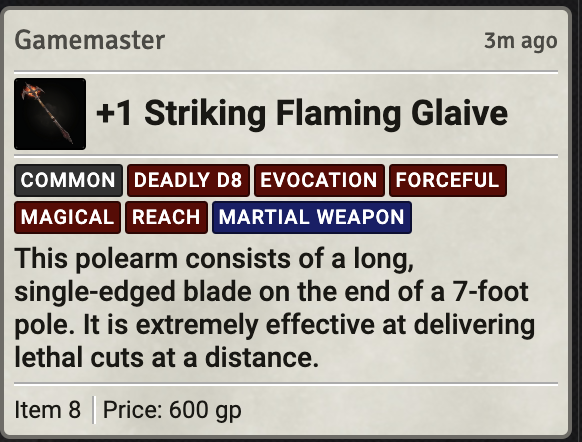 Gamemaster 3m ago
+1 Striking Flaming Glaive
COMMON DEADLY D8 EVOCATION FORCEFUL
MAGICAL REACH MARTIAL WEAPON
This polearm consists of a long,
single-edged blade on the end of a 7-foot
pole. It is extremely effective at delivering
lethal cuts at a distance.
Item 8 Price: 600 gp